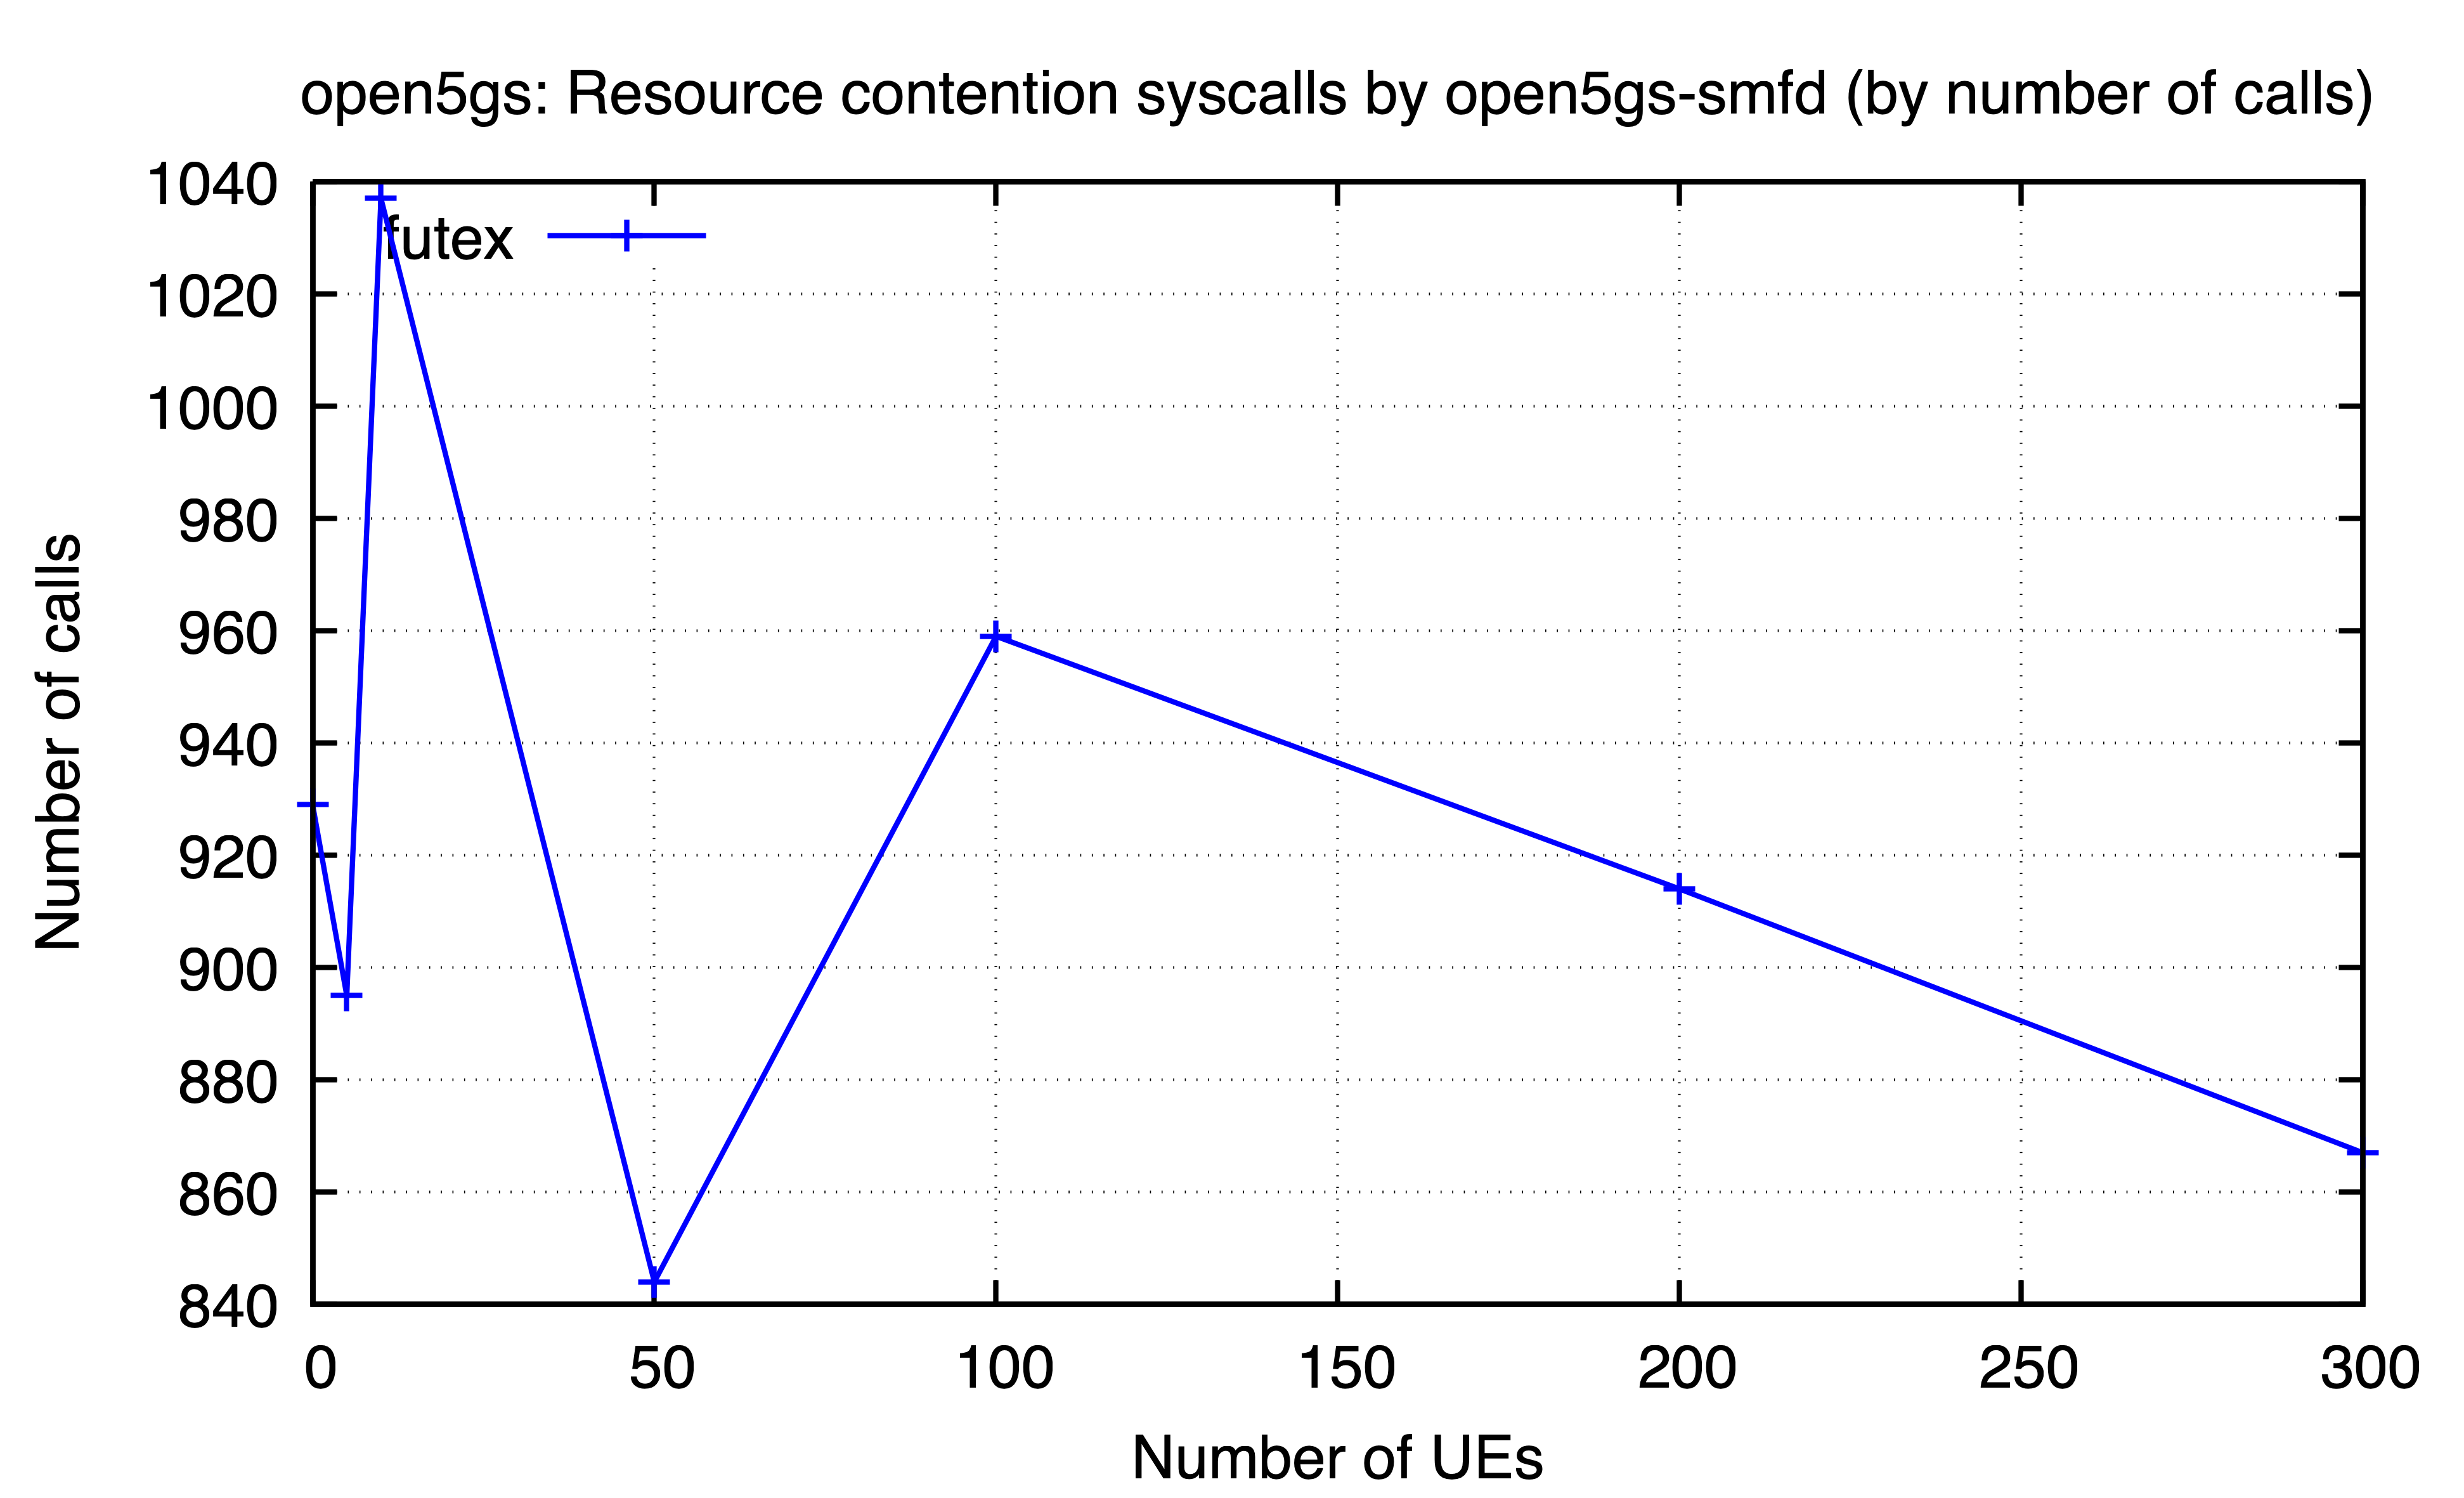 open5gs: Resource contention syscalls by open5gs-smfd (by number of calls)
1040
1020
1000
980
960
940
920
900
880
860
840
futex
Number of calls
0 50 100 150 200 250 300
Number of UEs